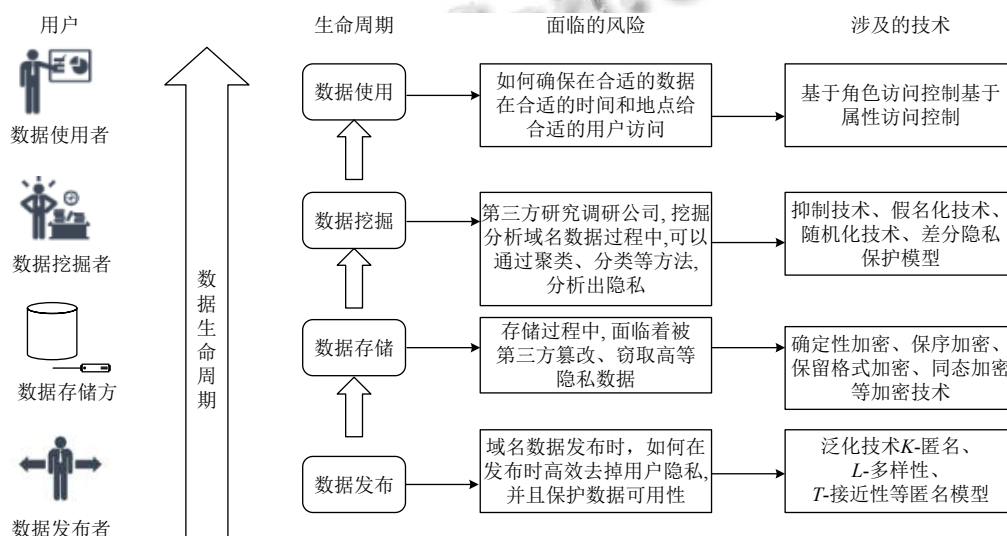 用户
生命周期
面临的风险
涉及的技术
数据使用者
数据使用
如何确保在合适的数据
在合适的时间和地点给
合适的用户访问
基于角色访问控制基于
属性访问控制
数据挖掘者
数据挖掘
第三方研究调研公司, 挖掘
分析域名数据过程中,可以
通过聚类、分类等方法,
分析出隐私
抑制技术、假名化技术、
随机化技术、差分隐私
保护模型
数
据
生
命
周
期
数据存储方
数据存储
存储过程中, 面临着被
第三方篡改、窃取高等
隐私数据
确定性加密、保序加密、
保留格式加密、同态加密
等加密技术
数据发布者
数据发布
域名数据发布时，如何在
发布时高效去掉用户隐私,
并且保护数据可用性
泛化技术K-匿名、
L-多样性、
T-接近性等匿名模型